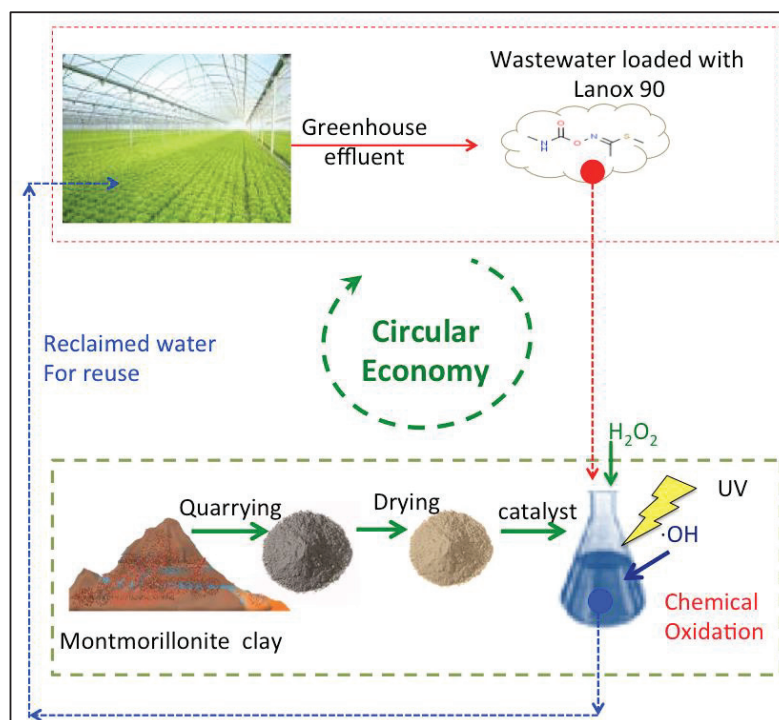 Wastewater loaded with
Lanox 90
Greenhouse
effluent
O
N
S
N
H
O
Circular
Economy
Reclaimed water
For reuse
H₂O₂
UV
Quarrying
Drying
catalyst
·OH
Montmorillonite clay
Chemical
Oxidation